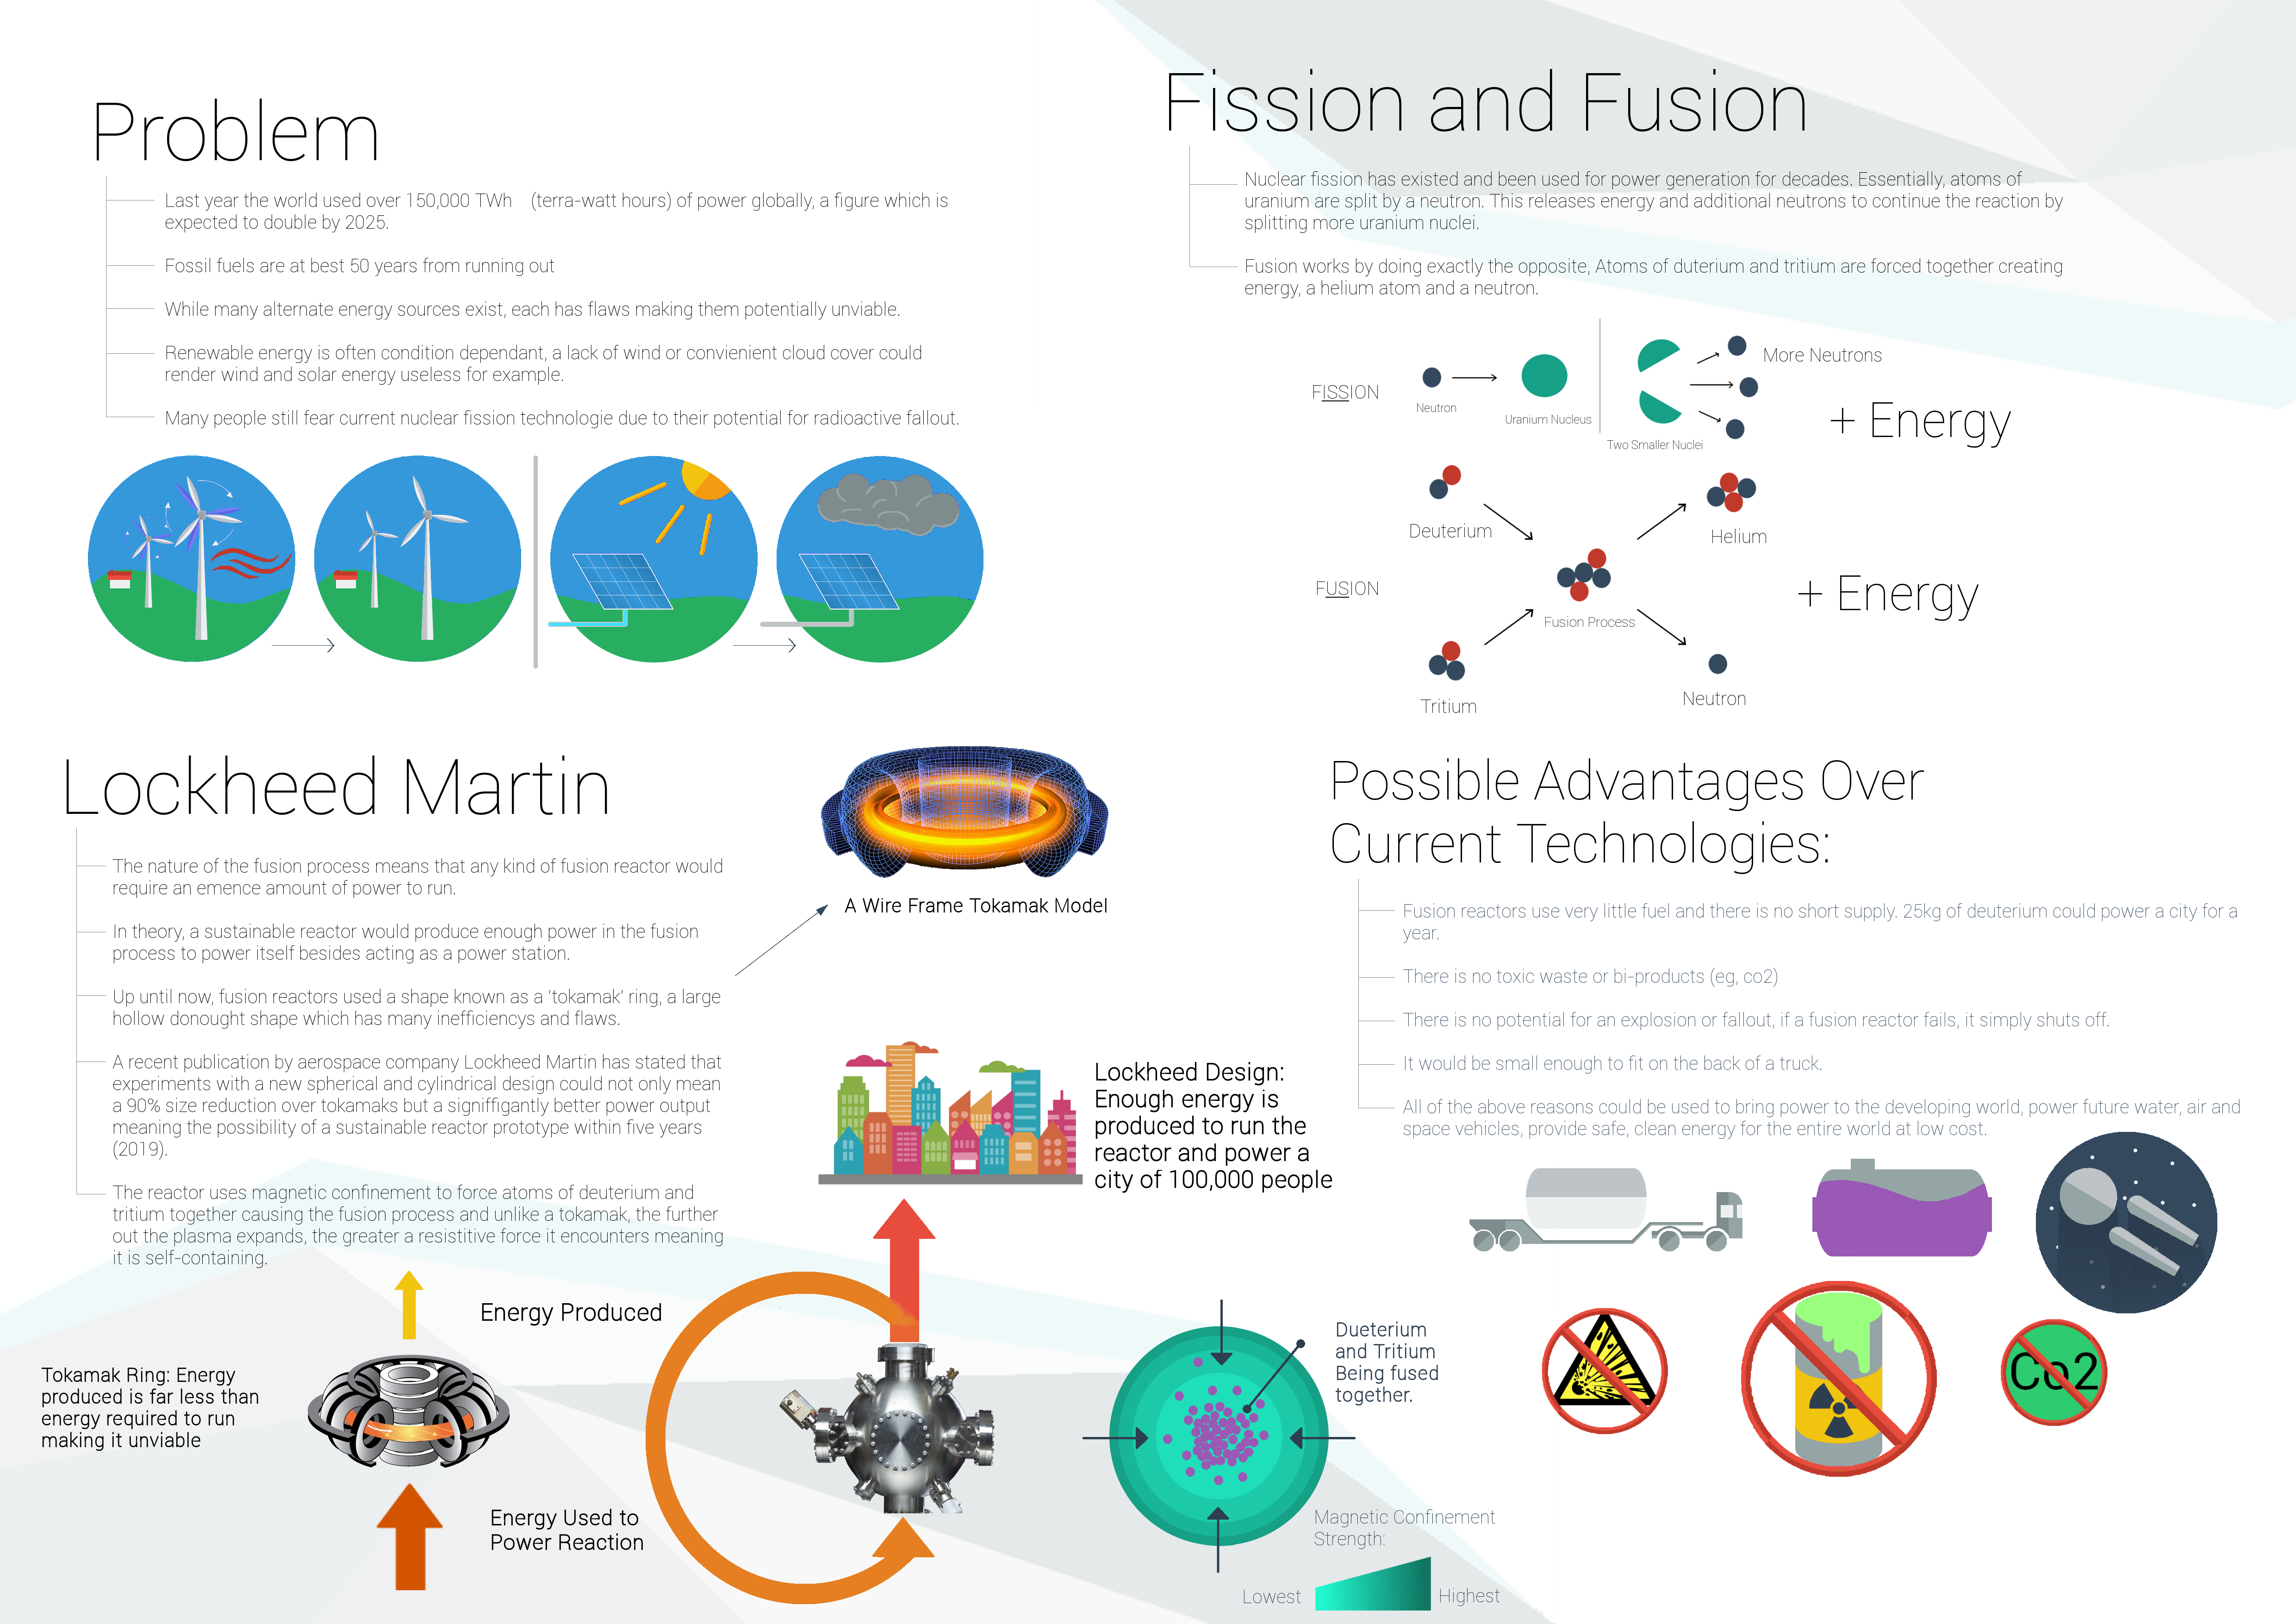 Problem
Last year the world used over 150,000 TWh (terra-watt hours) of power globally, a figure which is
expected to double by 2025.
Fossil fuels are at best 50 years from running out
While many alternate energy sources exist, each has flaws making them potentially unviable.
Renewable energy is often condition dependant, a lack of wind or convienient cloud cover could
render wind and solar energy useless for example.
Many people still fear current nuclear fission technologie due to their potential for radioactive fallout.
Fission and Fusion
Nuclear fission has existed and been used for power generation for decades. Essentially, atoms of
uranium are split by a neutron. This releases energy and additional neutrons to continue the reaction by
splitting more uranium nuclei.
Fusion works by doing exactly the opposite, Atoms of duterium and tritium are forced together creating
energy, a helium atom and a neutron.
FISSION
Neutron
Uranium Nucleus
Two Smaller Nuclei
More Neutrons
+ Energy
Deuterium
Helium
FUSION
Fusion Process
+ Energy
Tritium
Neutron
Lockheed Martin
The nature of the fusion process means that any kind of fusion reactor would
require an emence amount of power to run.
In theory, a sustainable reactor would produce enough power in the fusion
process to power itself besides acting as a power station.
Up until now, fusion reactors used a shape known as a 'tokamak' ring, a large
hollow donought shape which has many inefficiencys and flaws.
A recent publication by aerospace company Lockheed Martin has stated that
experiments with a new spherical and cylindrical design could not only mean
a 90% size reduction over tokamaks but a signiffigantly better power output
meaning the possibility of a sustainable reactor prototype within five years
(2019).
The reactor uses magnetic confinement to force atoms of deuterium and
tritium together causing the fusion process and unlike a tokamak, the further
out the plasma expands, the greater a resistitive force it encounters meaning
it is self-containing.
A Wire Frame Tokamak Model
Lockheed Design:
Enough energy is
produced to run the
reactor and power a
city of 100,000 people
Energy Produced
Tokamak Ring: Energy
produced is far less than
energy required to run
making it unviable
Energy Used to
Power Reaction
Dueterium
and Tritium
Being fused
together.
Magnetic Confinement
Strength:
Lowest
Highest
Possible Advantages Over
Current Technologies:
Fusion reactors use very little fuel and there is no short supply. 25kg of deuterium could power a city for a
year.
There is no toxic waste or bi-products (eg, co2)
There is no potential for an explosion or fallout, if a fusion reactor fails, it simply shuts off.
It would be small enough to fit on the back of a truck.
All of the above reasons could be used to bring power to the developing world, power future water, air and
space vehicles, provide safe, clean energy for the entire world at low cost.
Co2